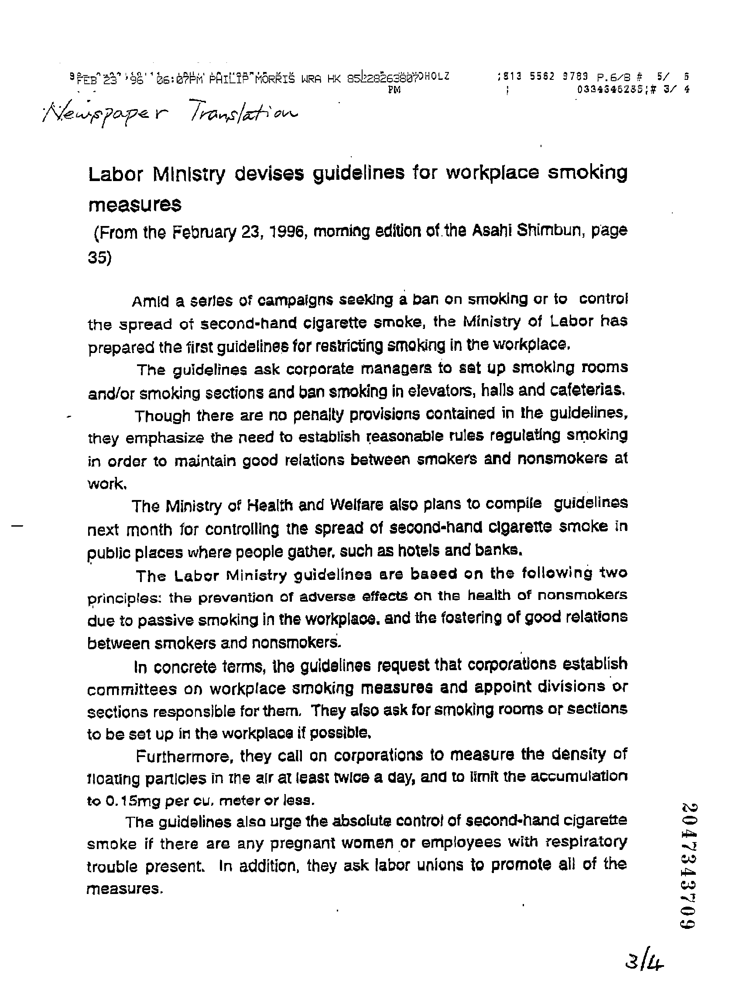 FEB 23 '96 06:07PM PHILIP MORRIS WRA HK 85228263807 ;813 5562 9789 P.6/8 # 5/ 5
PM 0334346235;# 3/ 4
Newspaper Translation
Labor Ministry devises guidelines for workplace smoking
measures
(From the February 23, 1996, morning edition of the Asahi Shimbun, page
35)
Amid a series of campaigns seeking a ban on smoking or to control
the spread of second-hand cigarette smoke, the Ministry of Labor has
prepared the first guidelines for restricting smoking in the workplace.
The guidelines ask corporate managers to set up smoking rooms
and/or smoking sections and ban smoking in elevators, halls and cafeterias.
Though there are no penalty provisions contained in the guidelines,
they emphasize the need to establish reasonable rules regulating smoking
in order to maintain good relations between smokers and nonsmokers at
work.
The Ministry of Health and Welfare also plans to compile guidelines
next month for controlling the spread of second-hand cigarette smoke in
public places where people gather, such as hotels and banks.
The Labor Ministry guidelines are based on the following two
principles: the prevention of adverse effects on the health of nonsmokers
due to passive smoking in the workplace, and the fostering of good relations
between smokers and nonsmokers.
In concrete terms, the guidelines request that corporations establish
committees on workplace smoking measures and appoint divisions or
sections responsible for them. They also ask for smoking rooms or sections
to be set up in the workplace if possible.
Furthermore, they call on corporations to measure the density of
floating particles in the air at least twice a day, and to limit the accumulation
to 0.15mg per cu. meter or less.
The guidelines also urge the absolute control of second-hand cigarette
smoke if there are any pregnant women or employees with respiratory
trouble present. In addition, they ask labor unions to promote all of the
measures.
2047343709
3/4